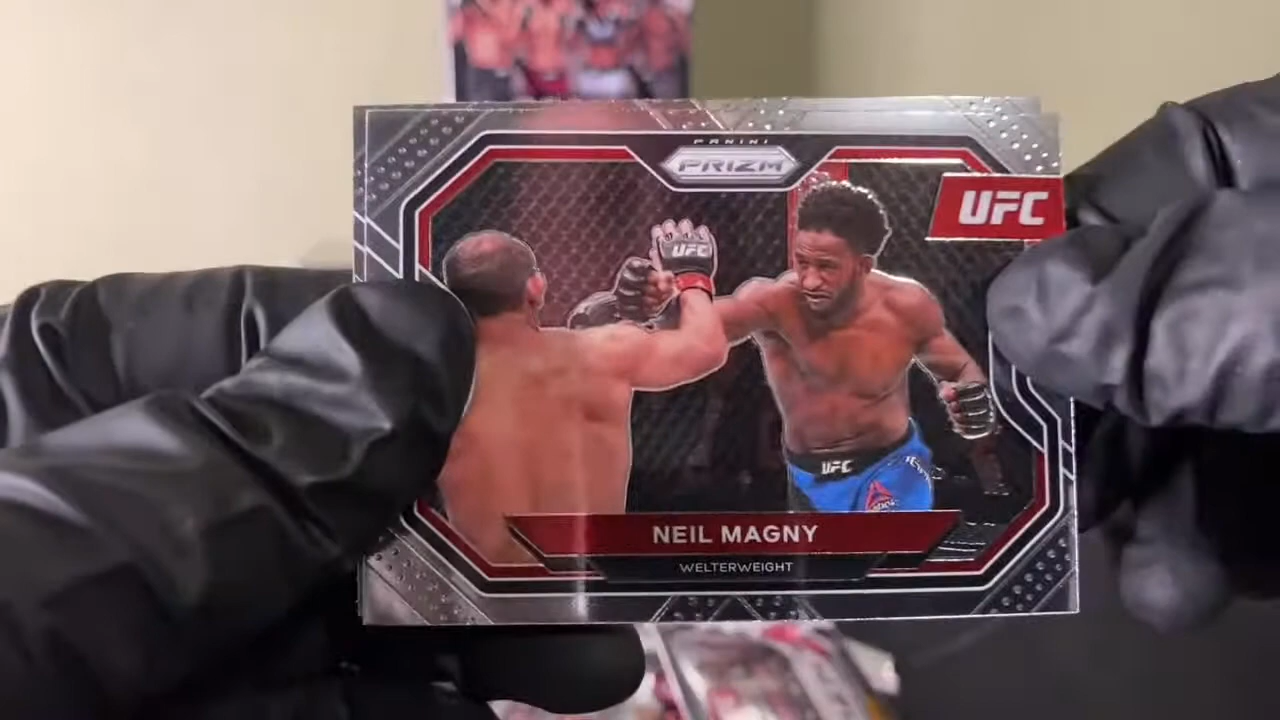 PANINI
PRIZM
UFC
UFC
UFC
NEIL MAGNY
WELTERWEIGHT